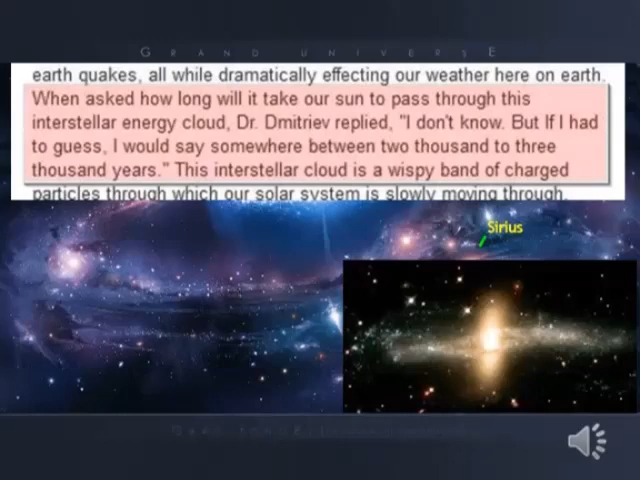 GRAND UNIVERSE
earth quakes, all while dramatically effecting our weather here on earth.
When asked how long will it take our sun to pass through this
interstellar energy cloud, Dr. Dmitriev replied, "I don't know. But If I had
to guess, I would say somewhere between two thousand to three
thousand years." This interstellar cloud is a wispy band of charged
particles through which our solar system is slowly moving through.
Sirius